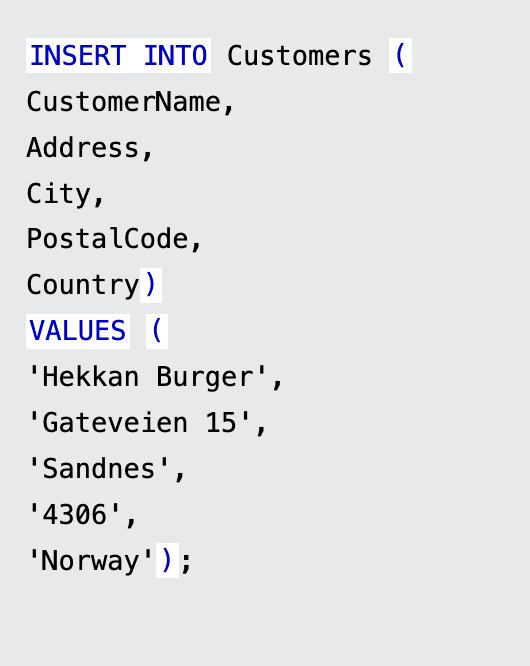 INSERT INTO Customers (
CustomerName,
Address,
City,
PostalCode,
Country)
VALUES (
'Hekkan Burger',
'Gateveien 15',
'Sandnes',
'4306',
'Norway');